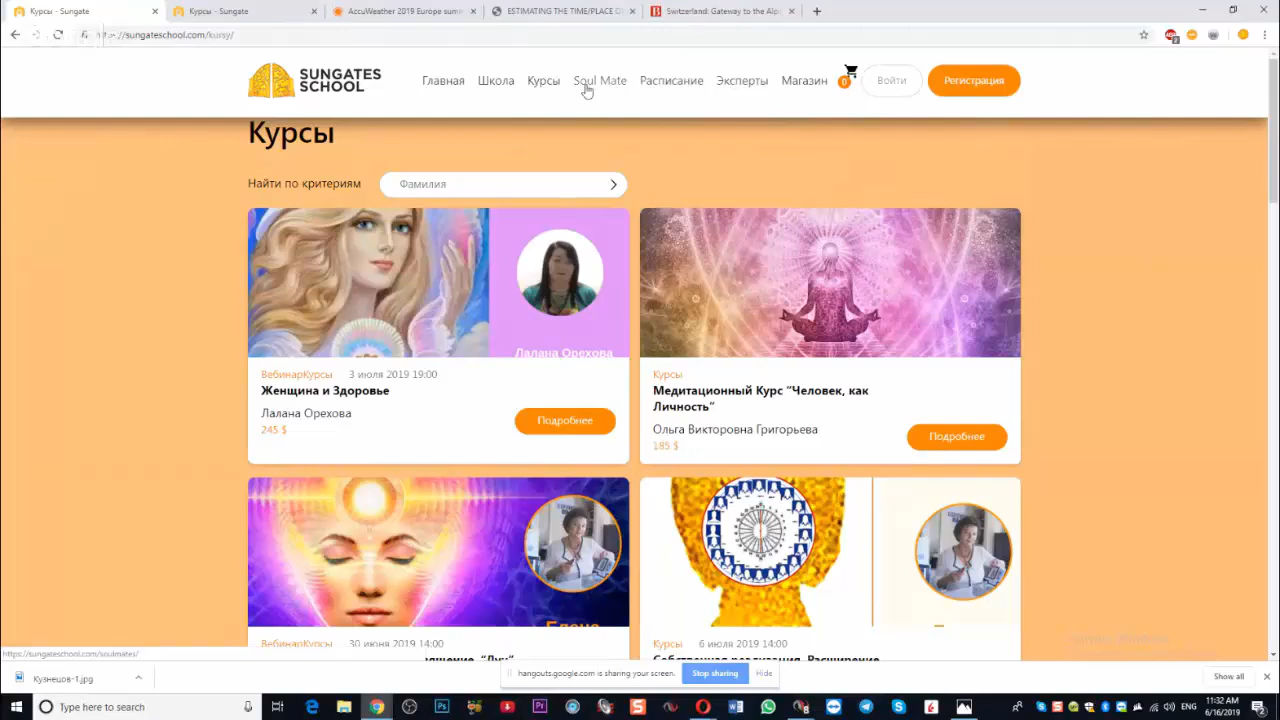 Курсы - Sungate
Курсы - Sungate
AccuWeather 2019 Europe summ
ESTIMATING THE TIME/PLACE O
Switzerland: Gateway to the Alp
https://sungateschool.com/kursy/
SUNGATES
SCHOOL
Главная
Школа
Курсы
Soul Mate
Расписание
Эксперты
Магазин
0
Войти
Регистрация
Курсы
Найти по критериям
Фамилия
Лалана Орехова
ВебинарКурсы 3 июля 2019 19:00
Женщина и Здоровье
Лалана Орехова
245 $
Подробнее
Курсы
Медитационный Курс “Человек, как
Личность”
Ольга Викторовна Григорьева
185 $
Подробнее
Елена
ВебинарКурсы 30 июня 2019 14:00
Курсы 6 июля 2019 14:00
Собственная Расширение
https://sungateschool.com/soulmates/
Кузнецов-1.jpg
hangouts.google.com is sharing your screen.
Stop sharing
Hide
Show all
Type here to search
ENG
11:32 AM
6/16/2019